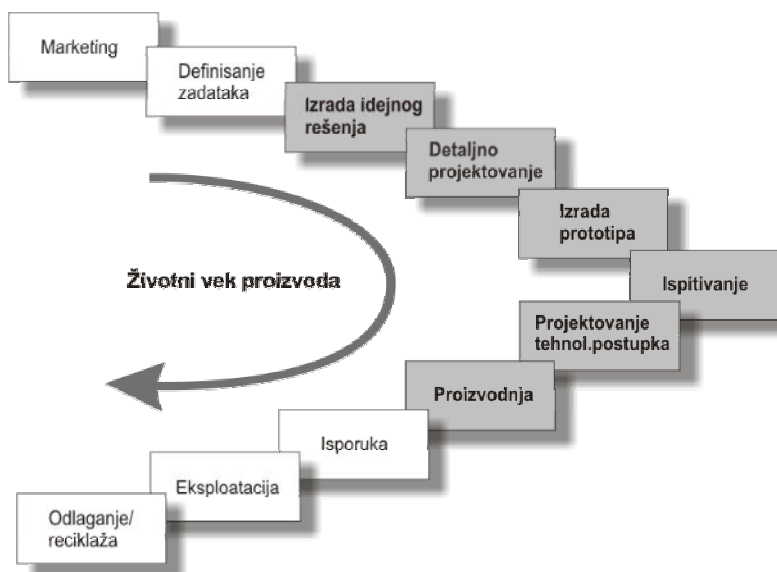 Marketing
Definisanje
zadataka
Izrada idejnog
rešenja
Detaljno
projektovanje
Izrada
prototipa
Ispitivanje
Životni vek proizvoda
Projektovanje
tehnol.postupka
Proizvodnja
Isporuka
Eksploatacija
Odlaganje/
reciklaža